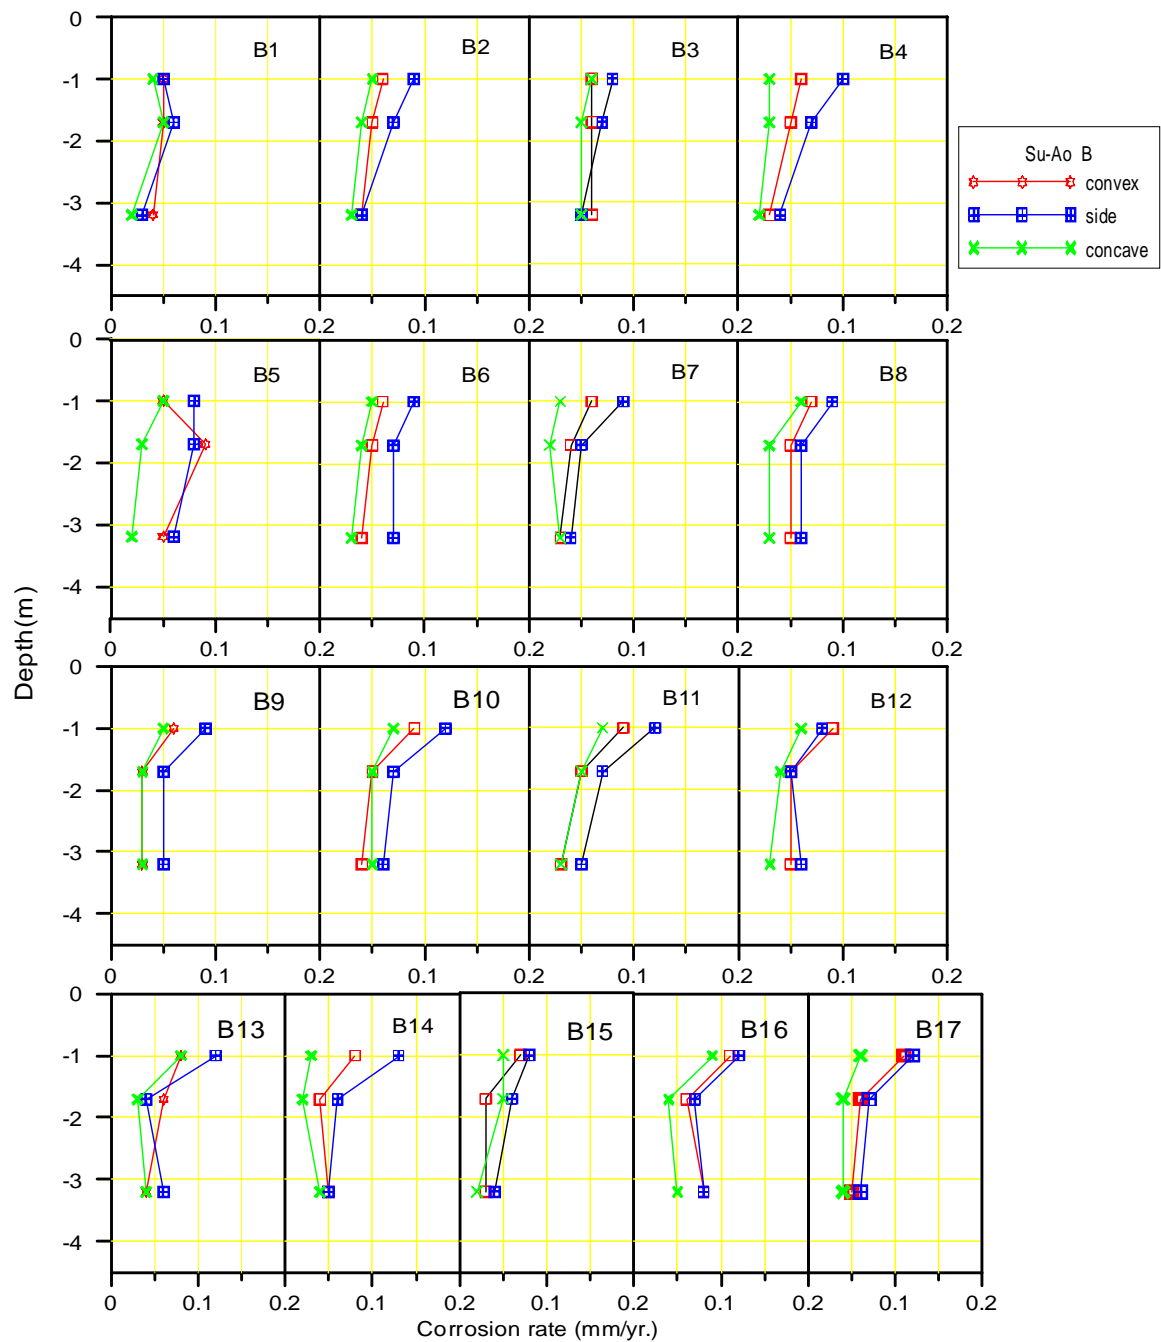 0
B1
B2
B3
B4
-1
-2
-3
-4
0 0.1 0.2 0.1 0.2 0.1 0.2 0.1 0.2
Su-Ao B
convex
side
concave
0
B5
B6
B7
B8
-1
-2
-3
-4
0 0.1 0.2 0.1 0.2 0.1 0.2 0.1 0.2
Depth(m)
0
B9
B10
B11
B12
-1
-2
-3
-4
0 0.1 0.2 0.1 0.2 0.1 0.2 0.1 0.2
0
B13
B14
B15
B16
B17
-1
-2
-3
-4
0 0.1 0.2 0.1 0.2 0.1 0.2 0.1 0.2 0.1 0.2
Corrosion rate (mm/yr.)